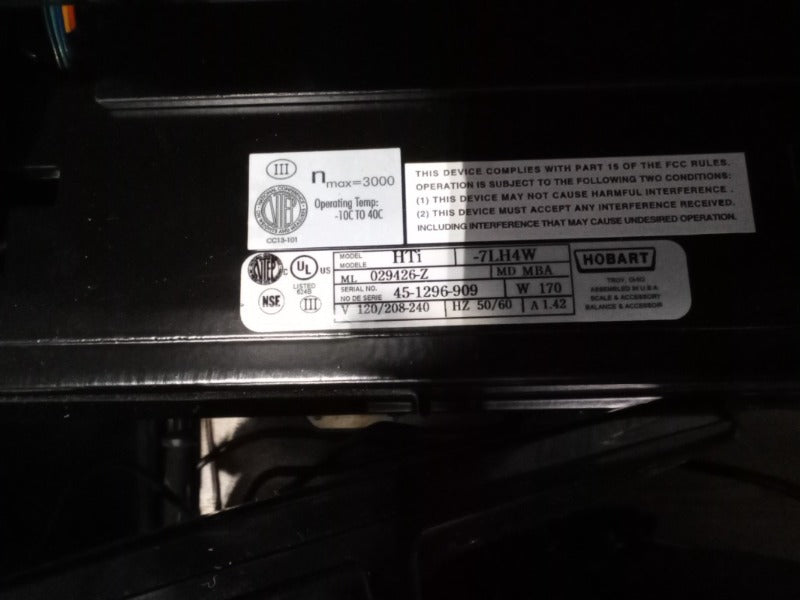 III
nmax=3000
Operating Temp:
-10C TO 40C
NTEP
CC13-101
THIS DEVICE COMPLIES WITH PART 15 OF THE FCC RULES.
OPERATION IS SUBJECT TO THE FOLLOWING TWO CONDITIONS:
(1) THIS DEVICE MAY NOT CAUSE HARMFUL INTERFERENCE .
(2) THIS DEVICE MUST ACCEPT ANY INTERFERENCE RECEIVED.
INCLUDING INTERFERENCE THAT MAY CAUSE UNDESIRED OPERATION.
NTEP C UL US
LISTED
624B
NSF III
MODEL
MODELE HTi -7LH4W
ML 029426-Z MD MBA
SERIAL NO.
NO DE SERIE 45-1296-909 W 170
V 120/208-240 HZ 50/60 A 1.42
HOBART
TROY, OHIO
ASSEMBLED IN U S A
SCALE & ACCESSORY
BALANCE & ACCESSOIR